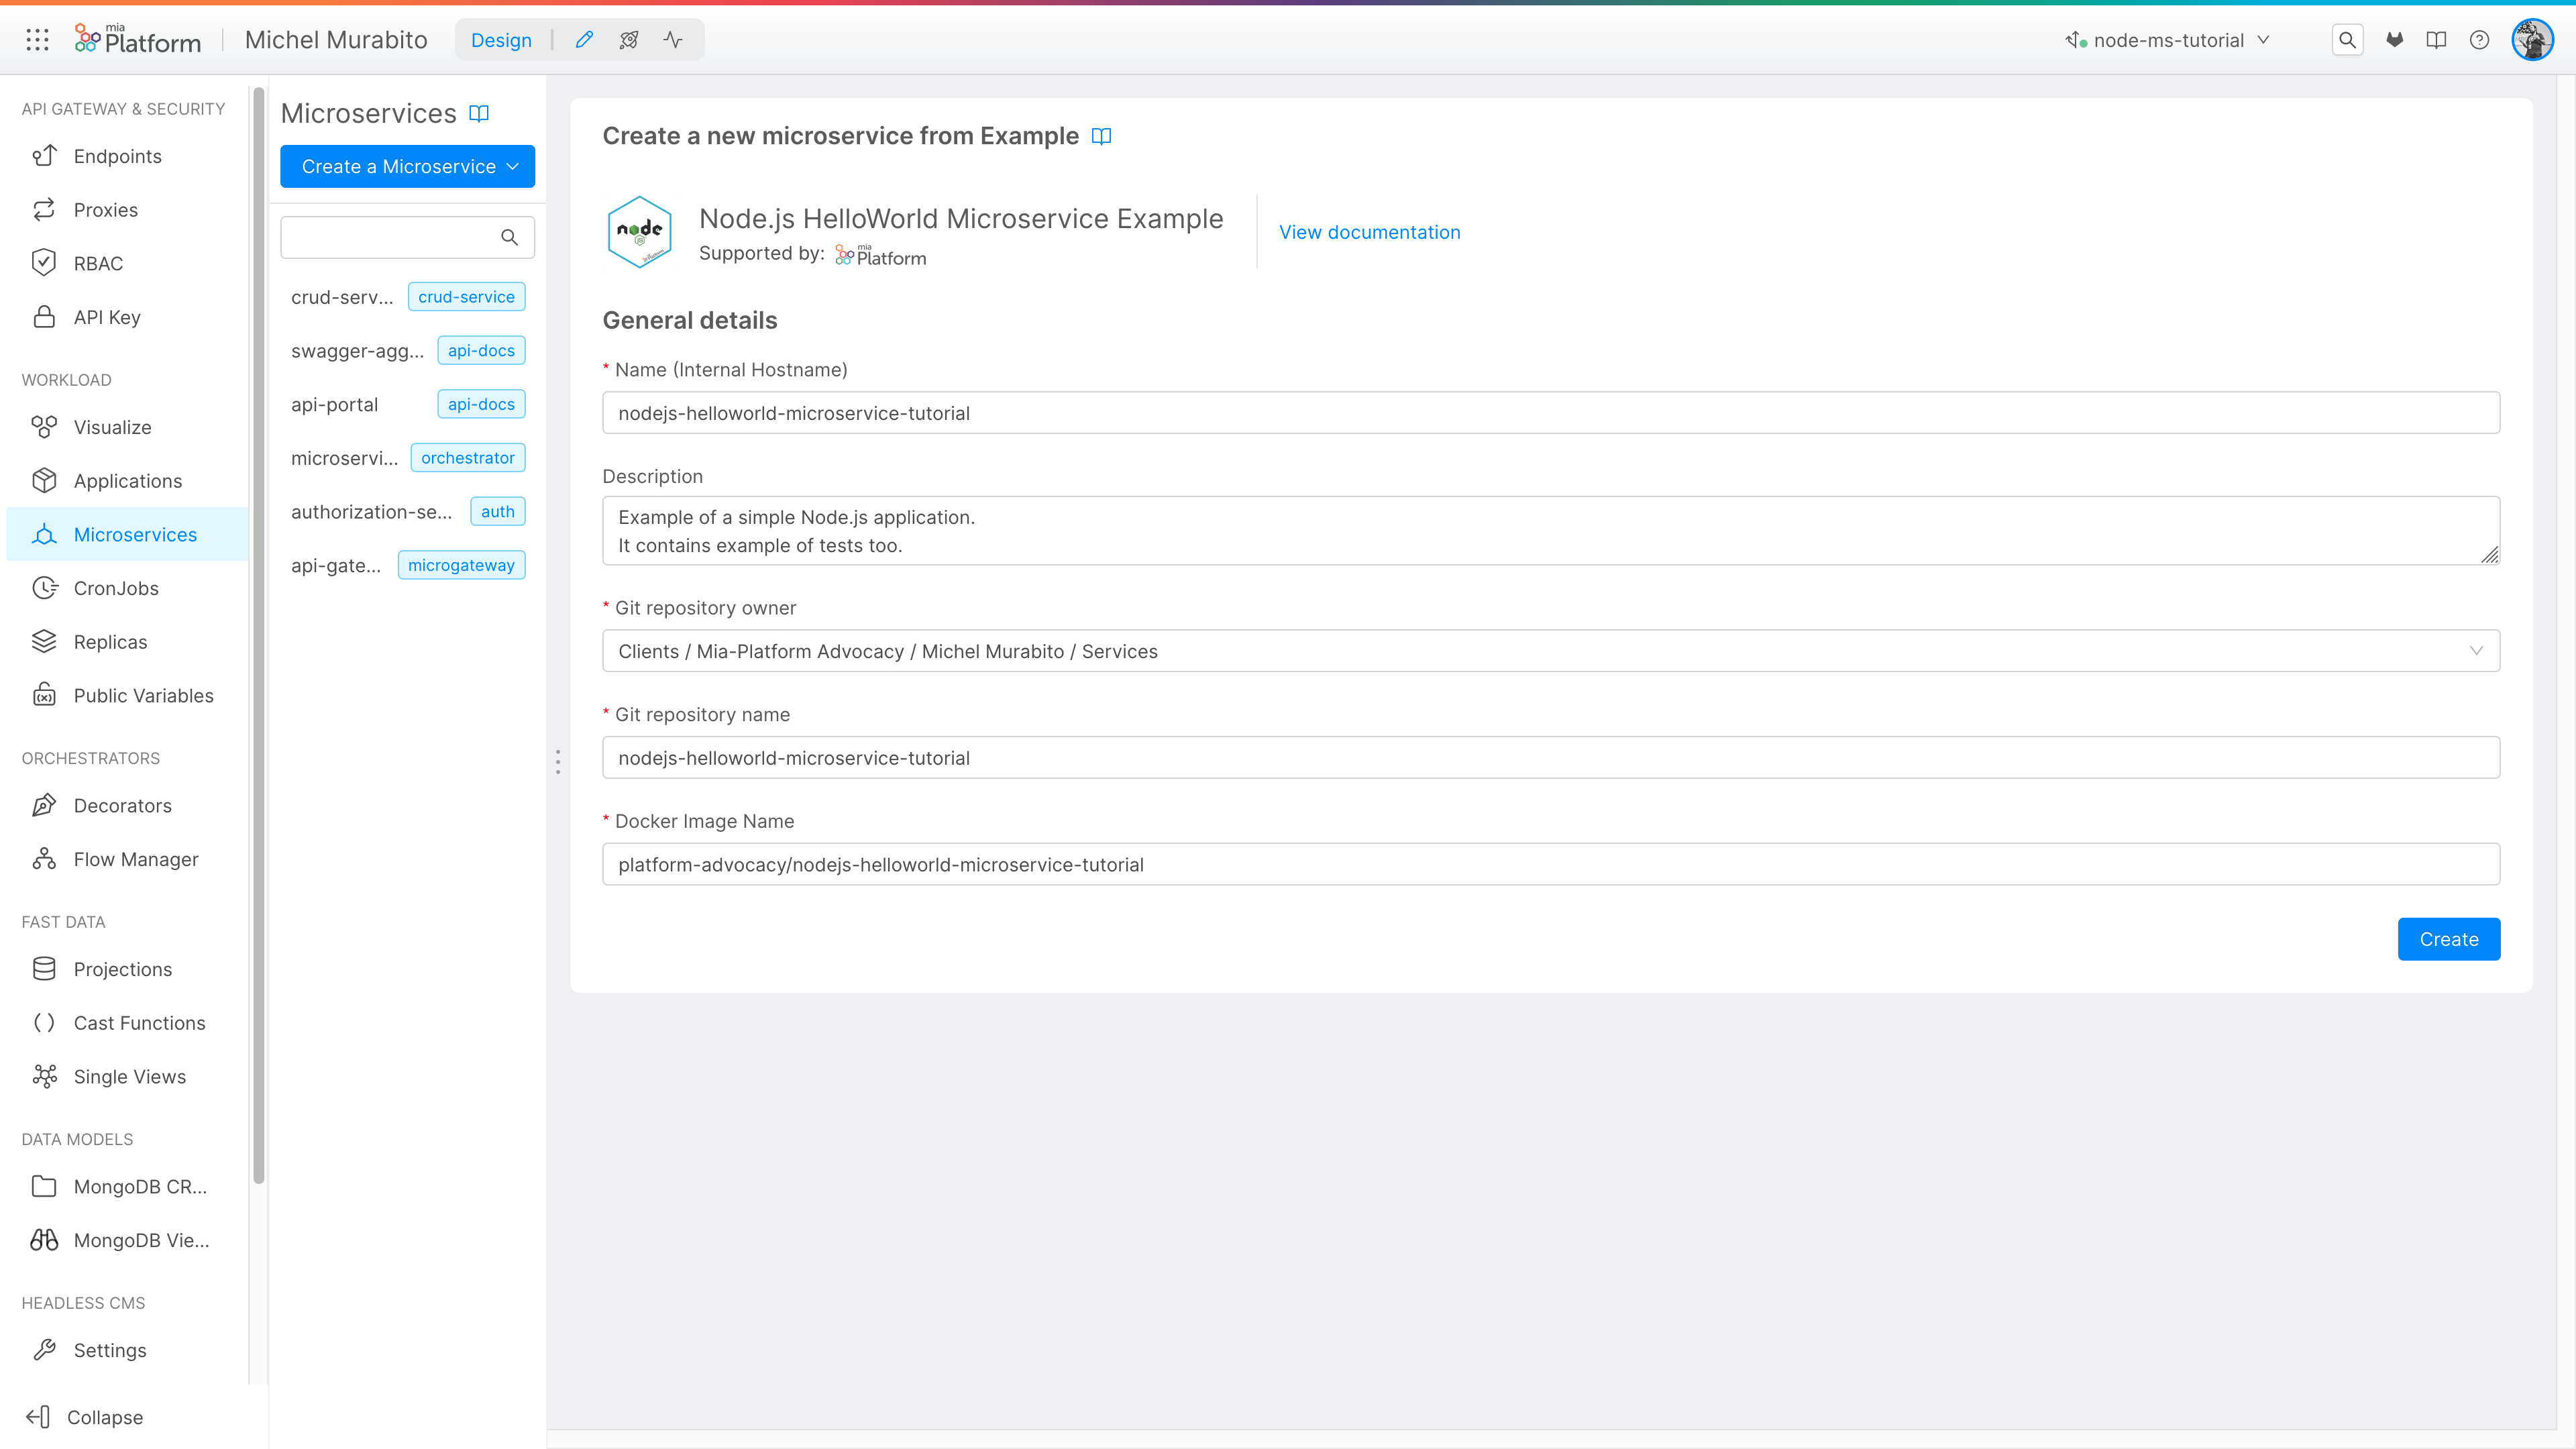 mia
Platform
Michel Murabito
Design
node-ms-tutorial
API GATEWAY & SECURITY
Endpoints
Proxies
RBAC
API Key
WORKLOAD
Visualize
Applications
Microservices
CronJobs
Replicas
Public Variables
ORCHESTRATORS
Decorators
Flow Manager
FAST DATA
Projections
Cast Functions
Single Views
DATA MODELS
MongoDB CR...
MongoDB Vie...
HEADLESS CMS
Settings
Collapse
Microservices
Create a Microservice
crud-serv... crud-service
swagger-agg... api-docs
api-portal api-docs
microservi... orchestrator
authorization-se... auth
api-gate... microgateway
Create a new microservice from Example
node
JS
Node.js HelloWorld Microservice Example
Supported by: mia Platform
View documentation
General details
* Name (Internal Hostname)
nodejs-helloworld-microservice-tutorial
Description
Example of a simple Node.js application.
It contains example of tests too.
* Git repository owner
Clients / Mia-Platform Advocacy / Michel Murabito / Services
* Git repository name
nodejs-helloworld-microservice-tutorial
* Docker Image Name
platform-advocacy/nodejs-helloworld-microservice-tutorial
Create